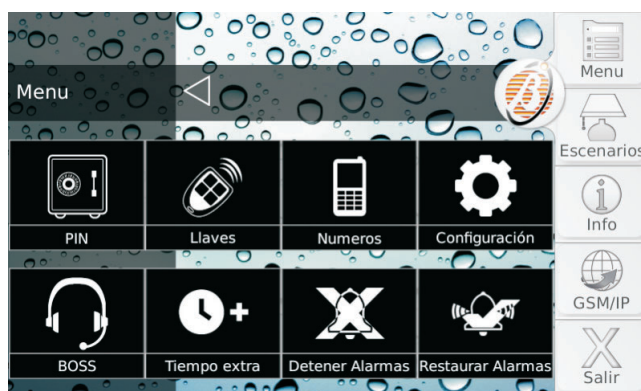 Menu
PIN
Llaves
Numeros
Configuración
BOSS
Tiempo extra
Detener Alarmas
Restaurar Alarmas
Menu
Escenarios
Info
GSM/IP
Salir